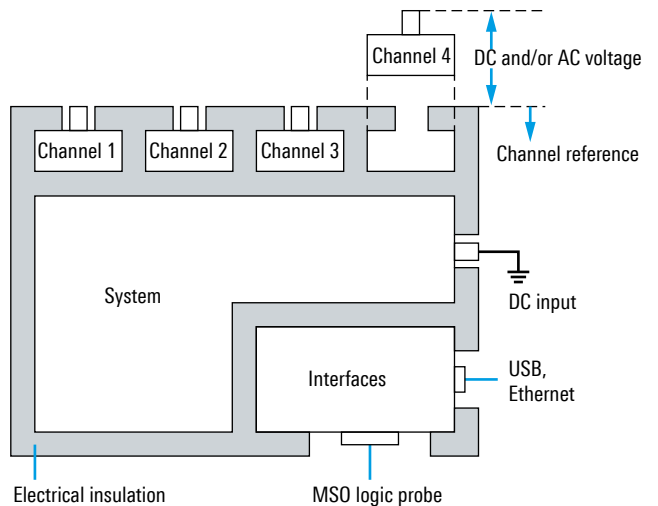 Channel 4
DC and/or AC voltage
Channel 1
Channel 2
Channel 3
Channel reference
System
DC input
Interfaces
USB,
Ethernet
Electrical insulation
MSO logic probe